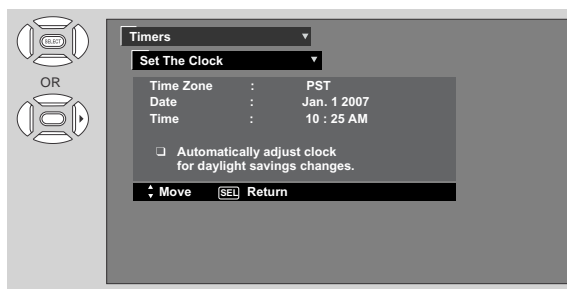 SELECT
OR
Timers
Set The Clock
Time Zone : PST
Date : Jan. 1 2007
Time : 10 : 25 AM
Automatically adjust clock
for daylight savings changes.
Move SEL Return